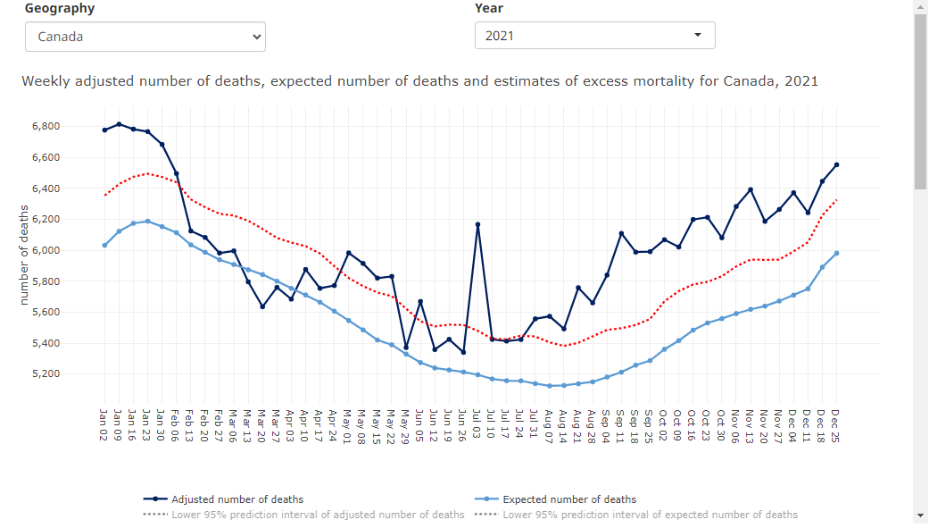 Geography Year
Canada 2021
Weekly adjusted number of deaths, expected number of deaths and estimates of excess mortality for Canada, 2021
number of deaths
6,800
6,600
6,400
6,200
6,000
5,800
5,600
5,400
5,200
Jan 02
Jan 09
Jan 16
Jan 23
Jan 30
Feb 06
Feb 13
Feb 20
Feb 27
Mar 06
Mar 13
Mar 20
Mar 27
Apr 03
Apr 10
Apr 17
Apr 24
May 01
May 08
May 15
May 22
May 29
Jun 05
Jun 12
Jun 19
Jun 26
Jul 03
Jul 10
Jul 17
Jul 24
Jul 31
Aug 07
Aug 14
Aug 21
Aug 28
Sep 04
Sep 11
Sep 18
Sep 25
Oct 02
Oct 09
Oct 16
Oct 23
Oct 30
Nov 06
Nov 13
Nov 20
Nov 27
Dec 04
Dec 11
Dec 18
Dec 25
Adjusted number of deaths Expected number of deaths
Lower 95% prediction interval of adjusted number of deaths Lower 95% prediction interval of expected number of deaths